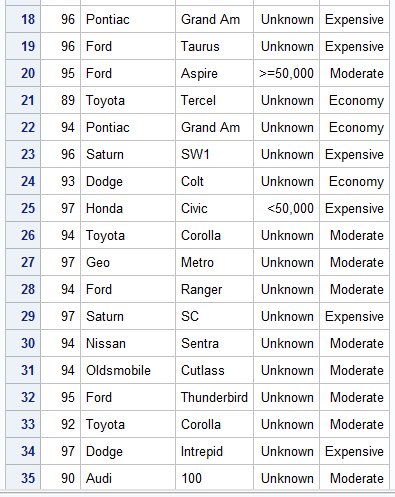 18 96 Pontiac Grand Am Unknown Expensive
19 96 Ford Taurus Unknown Expensive
20 95 Ford Aspire >=50,000 Moderate
21 89 Toyota Tercel Unknown Economy
22 94 Pontiac Grand Am Unknown Economy
23 96 Saturn SW1 Unknown Expensive
24 93 Dodge Colt Unknown Economy
25 97 Honda Civic <50,000 Expensive
26 94 Toyota Corolla Unknown Moderate
27 97 Geo Metro Unknown Moderate
28 94 Ford Ranger Unknown Moderate
29 97 Saturn SC Unknown Expensive
30 94 Nissan Sentra Unknown Moderate
31 94 Oldsmobile Cutlass Unknown Moderate
32 95 Ford Thunderbird Unknown Moderate
33 92 Toyota Corolla Unknown Moderate
34 97 Dodge Intrepid Unknown Expensive
35 90 Audi 100 Unknown Moderate